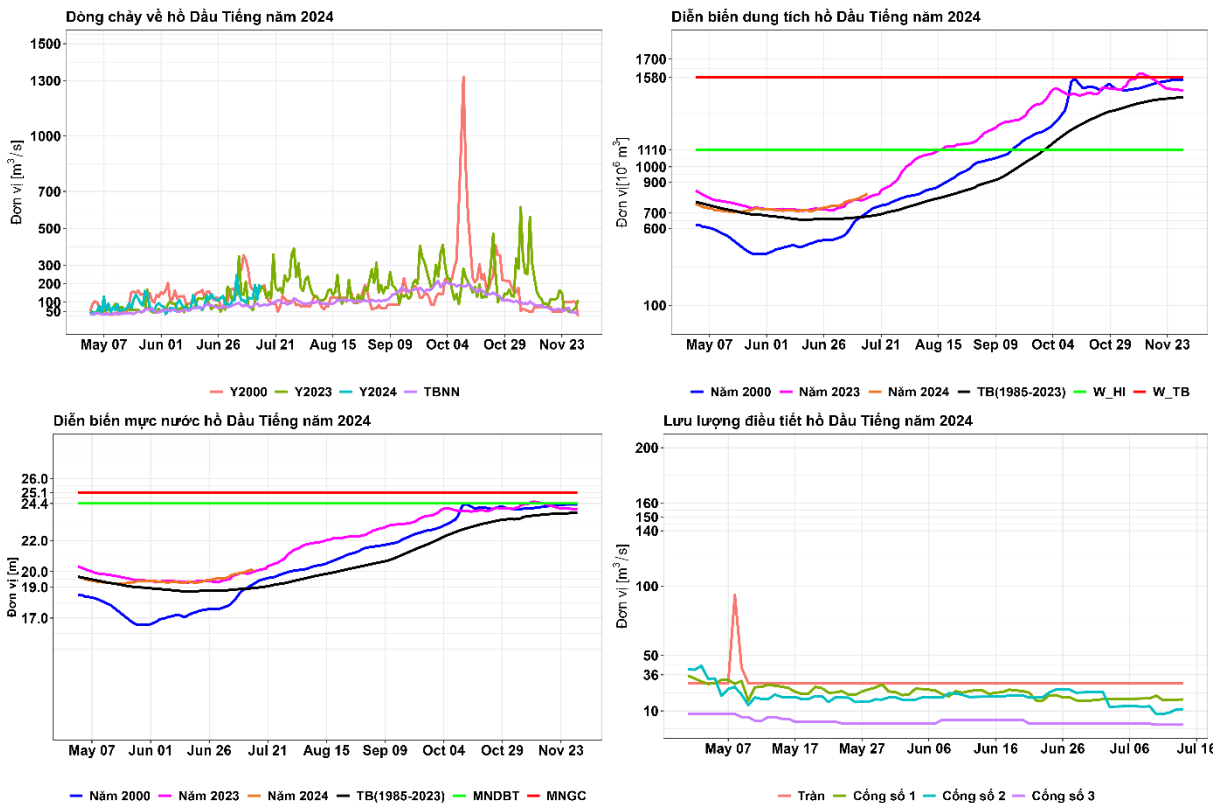 Dòng chảy về hồ Dầu Tiếng năm 2024
Đơn vị [m³/s]
1500
1300
1000
700
500
300
200
100
50
May 07 Jun 01 Jun 26 Jul 21 Aug 15 Sep 09 Oct 04 Oct 29 Nov 23
Y2000 Y2023 Y2024 TBNN
Diễn biến dung tích hồ Dầu Tiếng năm 2024
Đơn vị[10⁶ m³]
1700
1580
1110
1000
900
700
600
100
May 07 Jun 01 Jun 26 Jul 21 Aug 15 Sep 09 Oct 04 Oct 29 Nov 23
Năm 2000 Năm 2023 Năm 2024 TB(1985-2023) W_HI W_TB
Diễn biến mực nước hồ Dầu Tiếng năm 2024
Đơn vị [m]
26.0
25.1
24.4
22.0
20.0
19.0
17.0
May 07 Jun 01 Jun 26 Jul 21 Aug 15 Sep 09 Oct 04 Oct 29 Nov 23
Năm 2000 Năm 2023 Năm 2024 TB(1985-2023) MNDBT MNGC
Lưu lượng điều tiết hồ Dầu Tiếng năm 2024
Đơn vị [m³/s]
200
160
150
140
100
50
36
10
May 07 May 17 May 27 Jun 06 Jun 16 Jun 26 Jul 06 Jul 16
Tràn Cống số 1 Cống số 2 Cống số 3